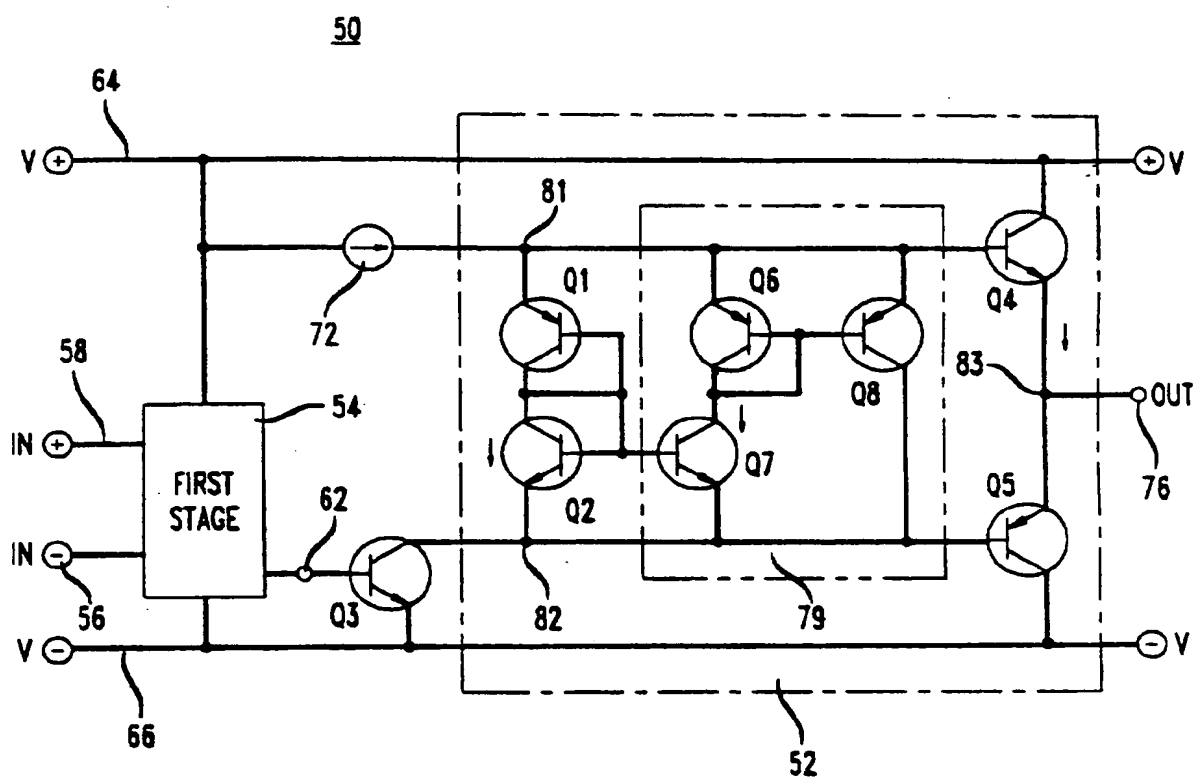 50
64
V + + V
81
Q1 Q6
Q4
72
Q8
58
83
54
OUT
IN +
Q7
FIRST
STAGE
Q5
76
62
Q2
IN -
56
Q3
82
79
V - - V
66
52